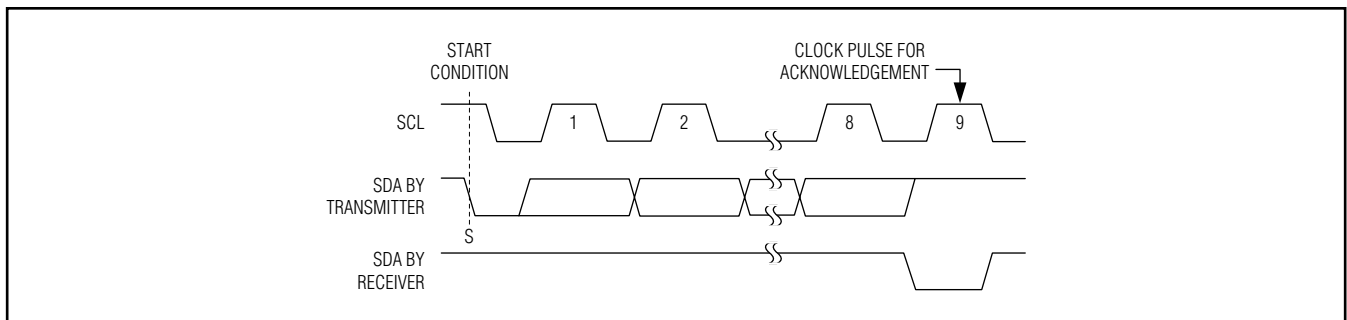 START
CONDITION
CLOCK PULSE FOR
ACKNOWLEDGEMENT
SCL
1
2
8
9
SDA BY
TRANSMITTER
S
SDA BY
RECEIVER